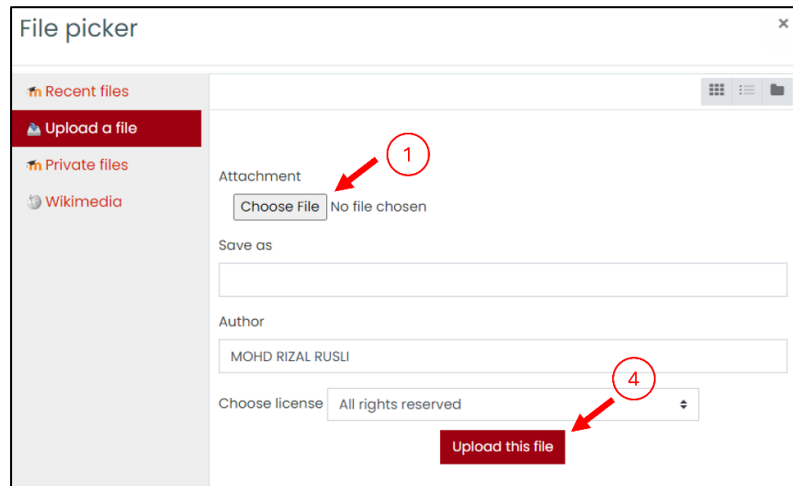 File picker
×
Recent files
Upload a file
Private files
Wikimedia
1
Attachment
Choose File No file chosen
Save as
Author
MOHD RIZAL RUSLI
4
Choose license All rights reserved
Upload this file